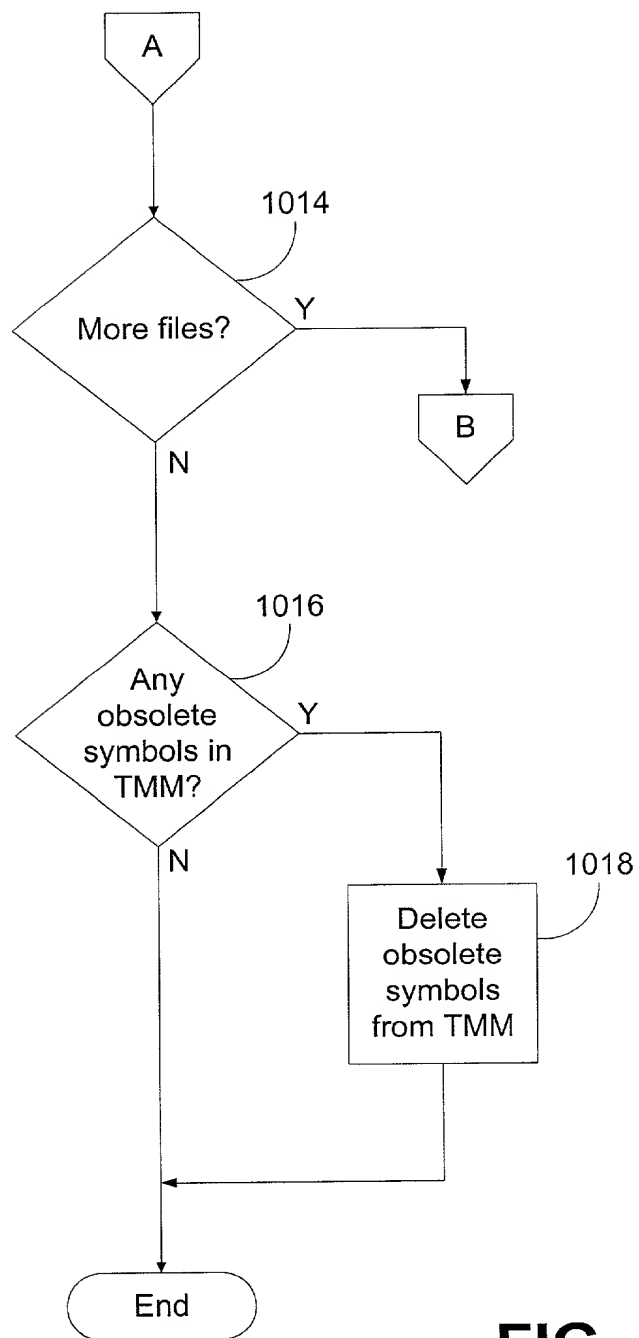 A
1014
More files?
Y
B
N
1016
Any
obsolete
symbols in
TMM?
Y
N
1018
Delete
obsolete
symbols
from TMM
End
FIG